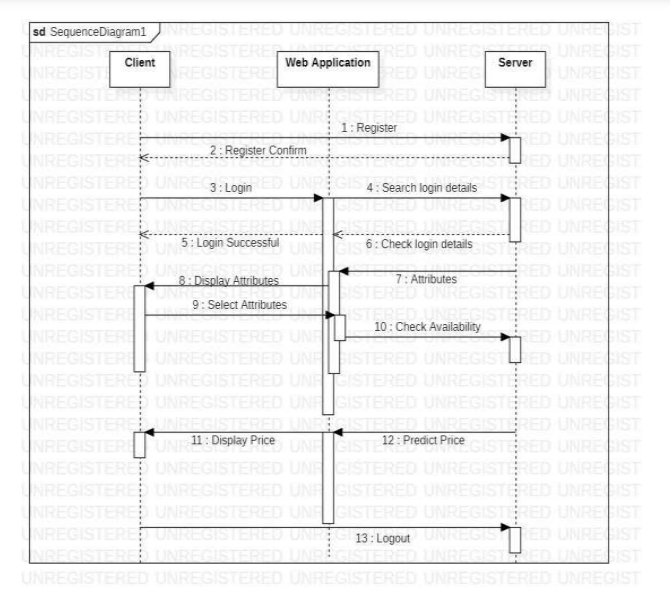 sd SequenceDiagram1
Client
Web Application
Server
1 : Register
2 : Register Confirm
3 : Login
4 : Search login details
5 : Login Successful
6 : Check login details
7 : Attributes
8 : Display Attributes
9 : Select Attributes
10 : Check Availability
11 : Display Price
12 : Predict Price
13 : Logout
UNREGISTERED